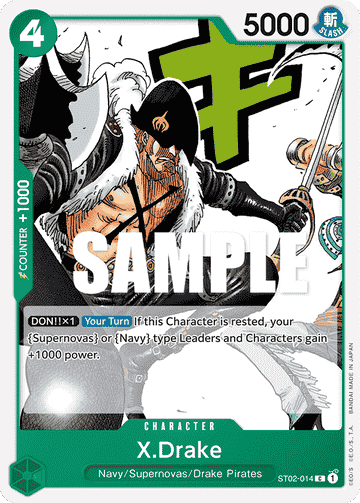 4
5000
斬
SLASH
COUNTER +1000
SAMPLE
DON!!×1 Your Turn If this Character is rested, your
{Supernovas} or {Navy} type Leaders and Characters gain
+1000 power.
©E.O./S. ©E.O./S., T.A. BANDAI MADE IN JAPAN
CHARACTER
X.Drake
Navy/Supernovas/Drake Pirates
ST02-014 C 1